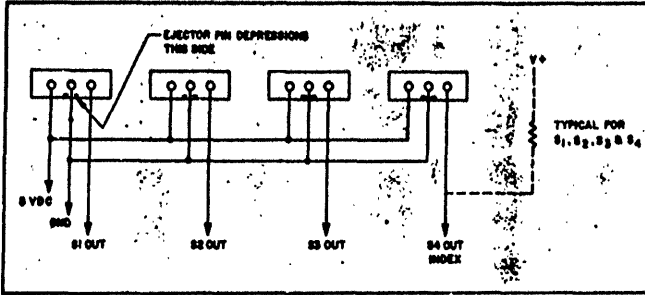 EJECTOR PIN DEPRESSIONS
THIS SIDE
V+
TYPICAL FOR
S1, S2, S3 & S4
5 VDC
GND
S1 OUT
S2 OUT
S3 OUT
S4 OUT
INDEX